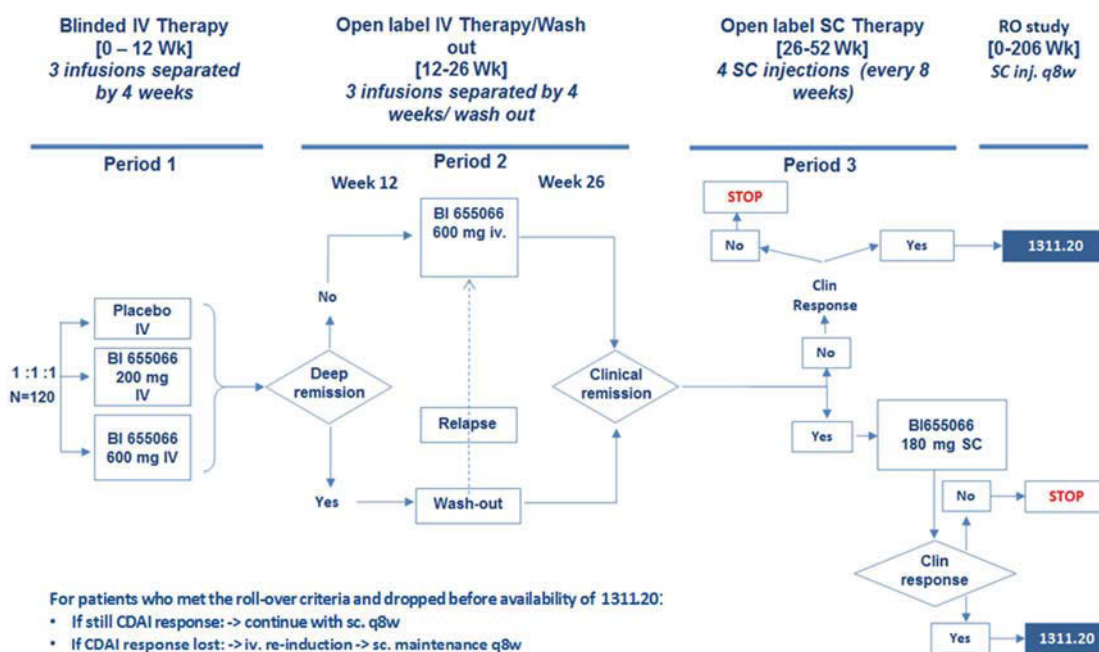 Blinded IV Therapy
[0 – 12 Wk]
3 infusions separated
by 4 weeks
Open label IV Therapy/Wash
out
[12-26 Wk]
3 infusions separated by 4
weeks/ wash out
Open label SC Therapy
[26-52 Wk]
4 SC injections (every 8
weeks)
RO study
[0-206 Wk]
SC inj. q8w
Period 1
Period 2
Period 3
Week 12
Week 26
BI 655066
600 mg iv.
STOP
No
Yes
1311.20
No
Clin
Response
No
Placebo
IV
BI 655066
200 mg
IV
BI 655066
600 mg IV
1 :1 :1
N=120
Deep
remission
Clinical
remission
Relapse
Yes
BI655066
180 mg SC
Yes
Wash-out
No
STOP
Clin
response
Yes
1311.20
For patients who met the roll-over criteria and dropped before availability of 1311.20:
• If still CDAI response: -> continue with sc. q8w
• If CDAI response lost: -> iv. re-induction -> sc. maintenance q8w